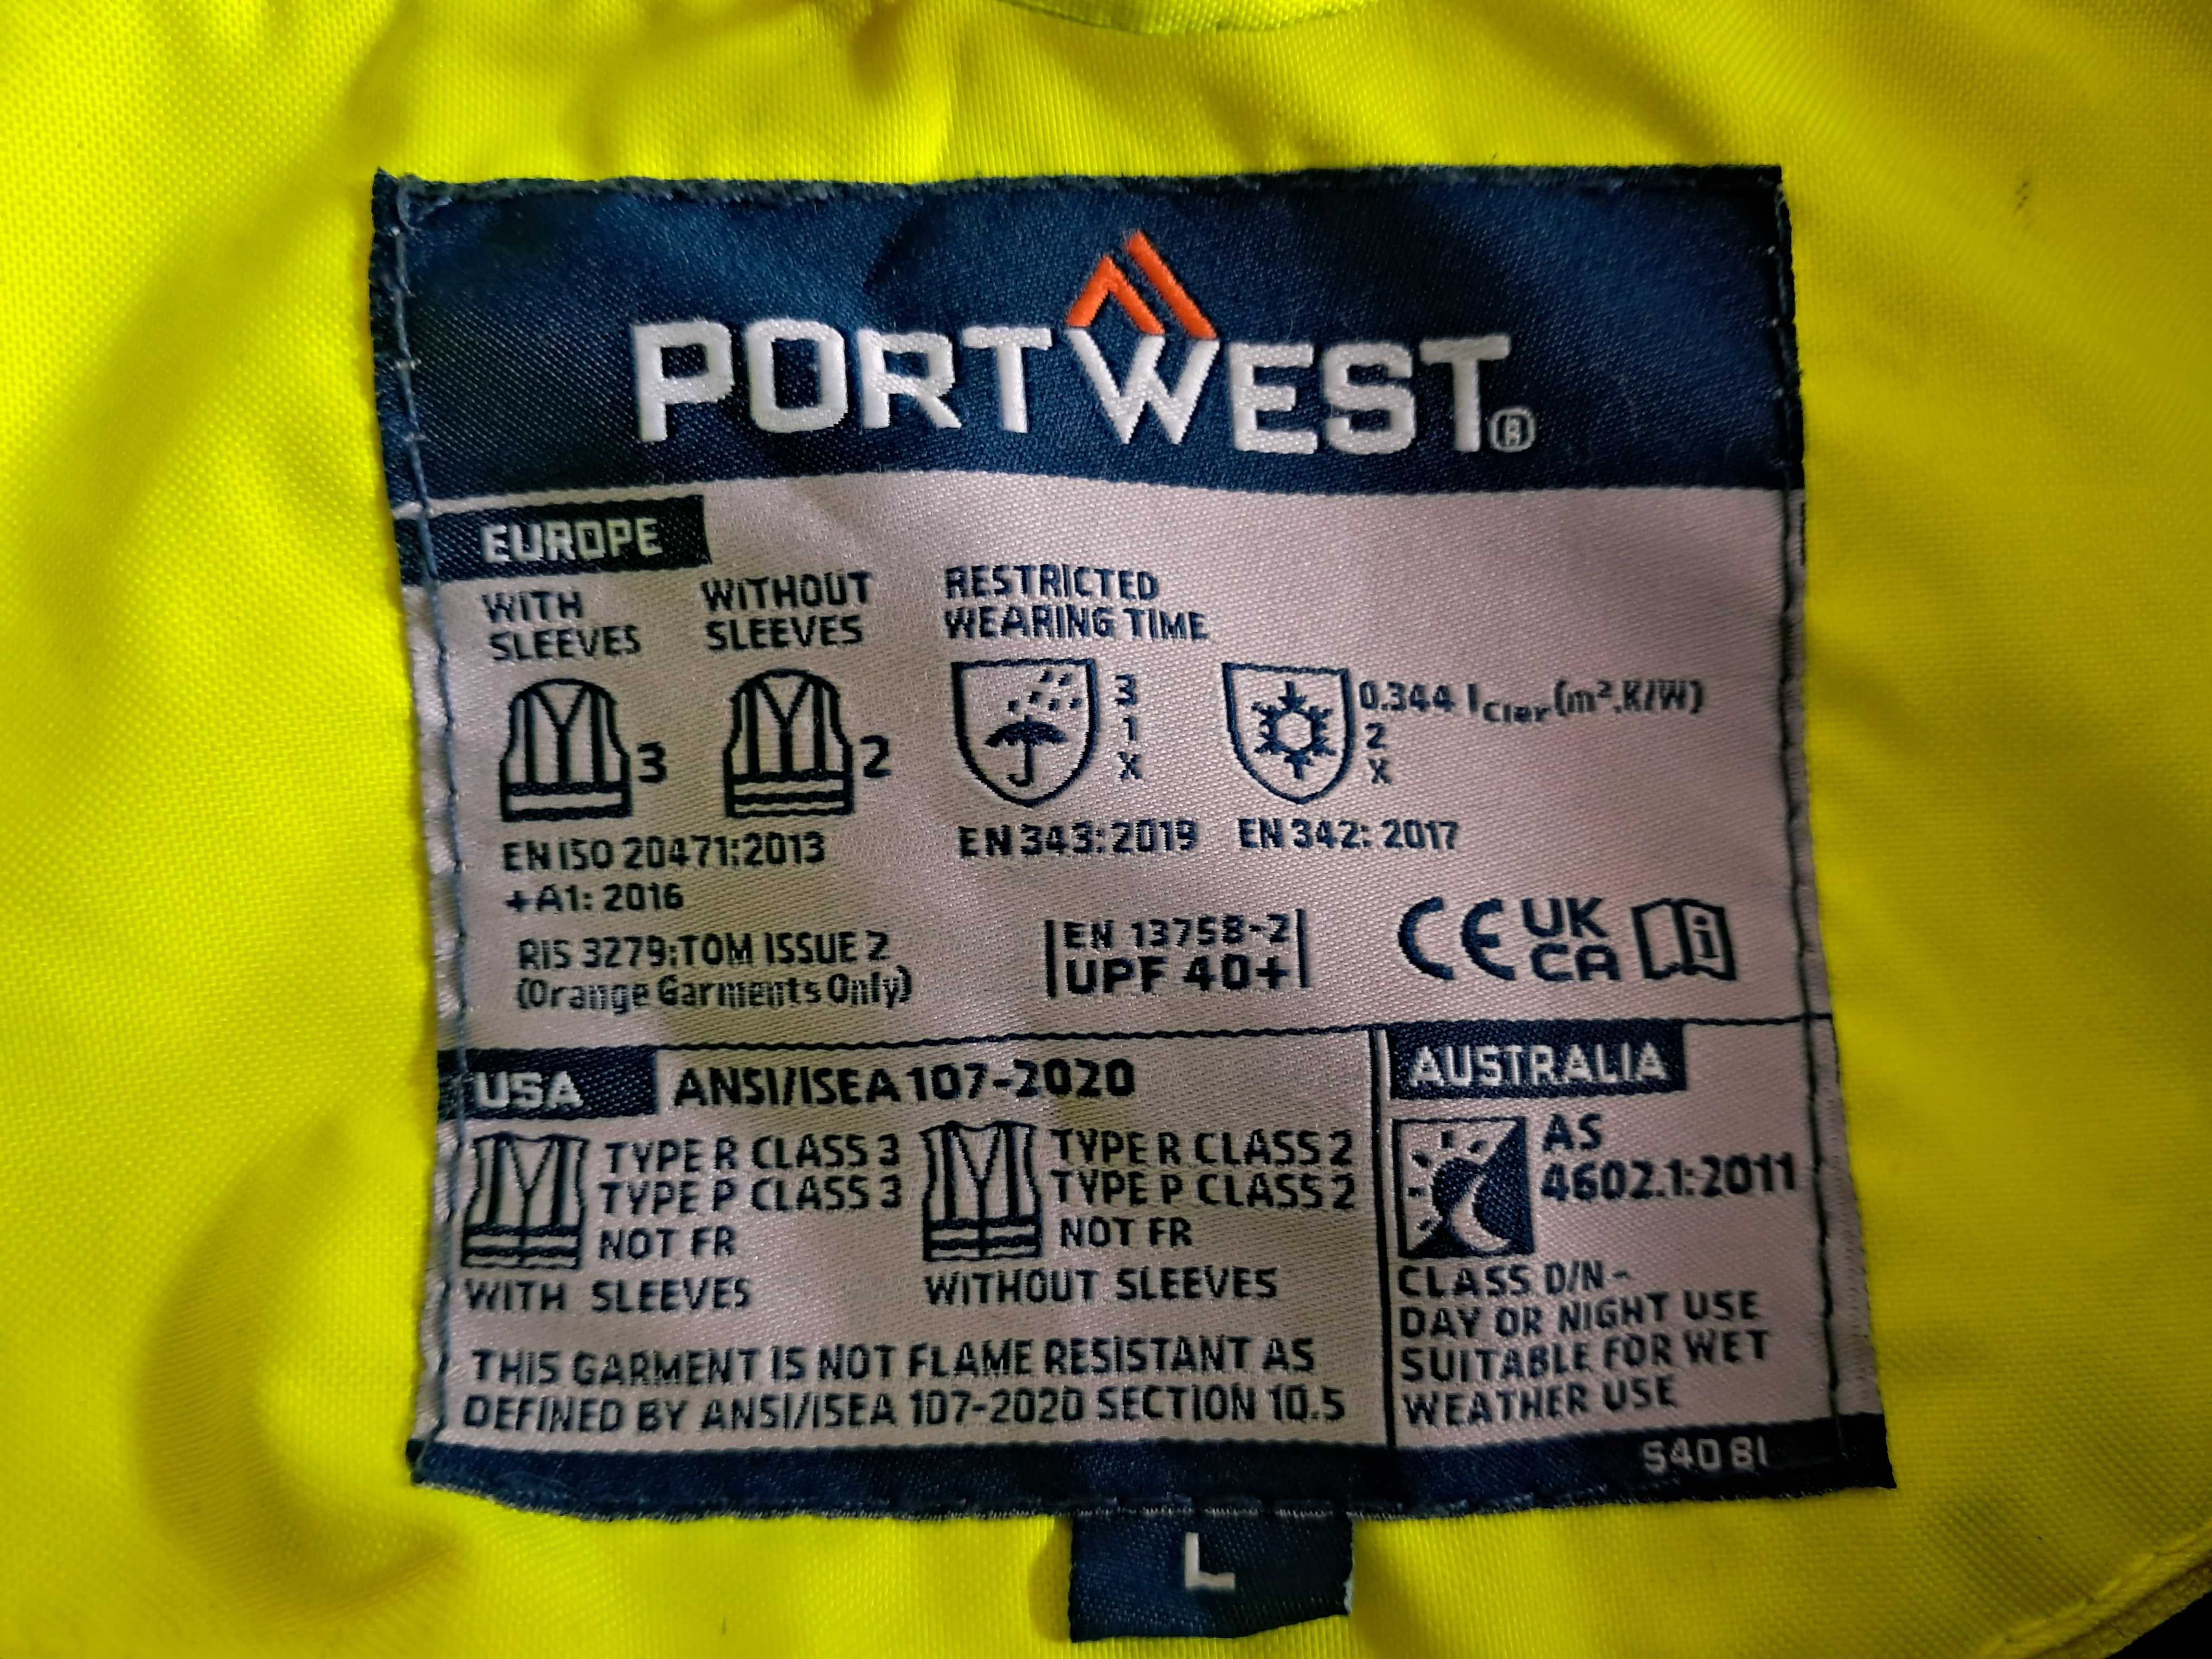 PORTWEST®
EUROPE
WITH
SLEEVES
WITHOUT
SLEEVES
RESTRICTED
WEARING TIME
3
2
3
1
X
0.344 Icler (m².K/W)
2
X
EN ISO 20471:2013
+A1: 2016
EN 343:2019
EN 342: 2017
RIS 3279:TOM ISSUE 2
(Orange Garments Only)
EN 13758-2
UPF 40+
CE
UK
CA
i
USA
ANSI/ISEA 107-2020
TYPE R CLASS 3
TYPE P CLASS 3
NOT FR
WITH SLEEVES
TYPE R CLASS 2
TYPE P CLASS 2
NOT FR
WITHOUT SLEEVES
THIS GARMENT IS NOT FLAME RESISTANT AS
DEFINED BY ANSI/ISEA 107-2020 SECTION 10.5
AUSTRALIA
AS
4602.1:2011
CLASS D/N -
DAY OR NIGHT USE
SUITABLE FOR WET
WEATHER USE
S40 BI
L